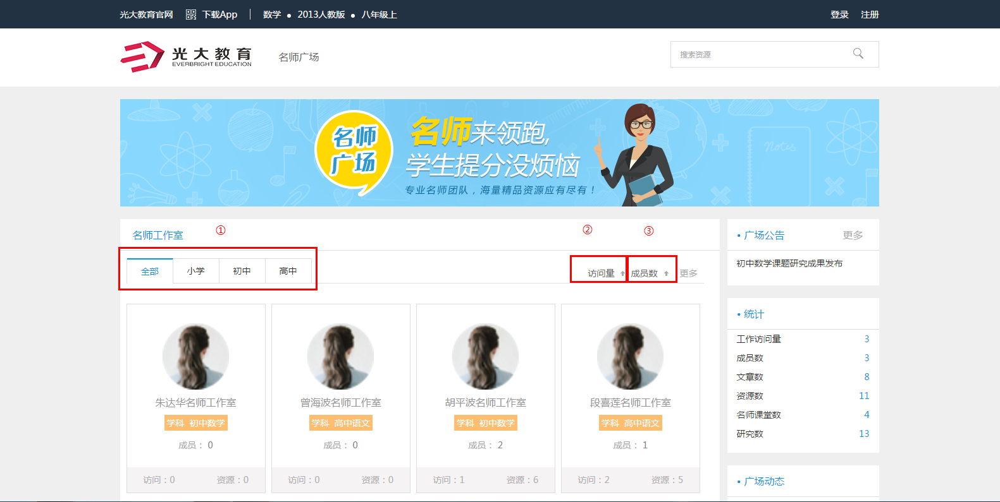 光大教育官网 下载App 数学 ● 2013人教版 ● 八年级上 登录 注册
光大教育
EVERBRIGHT EDUCATION
名师广场
搜索资源
名师广场
名师来领跑,
学生提分没烦恼
专业名师团队，海量精品资源应有尽有！
Notes
名师工作室 ① ② ③
全部 小学 初中 高中 访问量 成员数 更多
朱达华名师工作室 曾海波名师工作室 胡平波名师工作室 段喜莲名师工作室
学科 初中数学 学科 高中语文 学科 初中数学 学科 高中语文
成员： 0 成员： 0 成员： 2 成员： 1
访问：0 资源：0 访问：0 资源：0 访问：1 资源：6 访问：2 资源：5
• 广场公告 更多
初中数学课题研究成果发布
• 统计
工作访问量 3
成员数 3
文章数 8
资源数 11
名师课堂数 4
研究数 13
• 广场动态